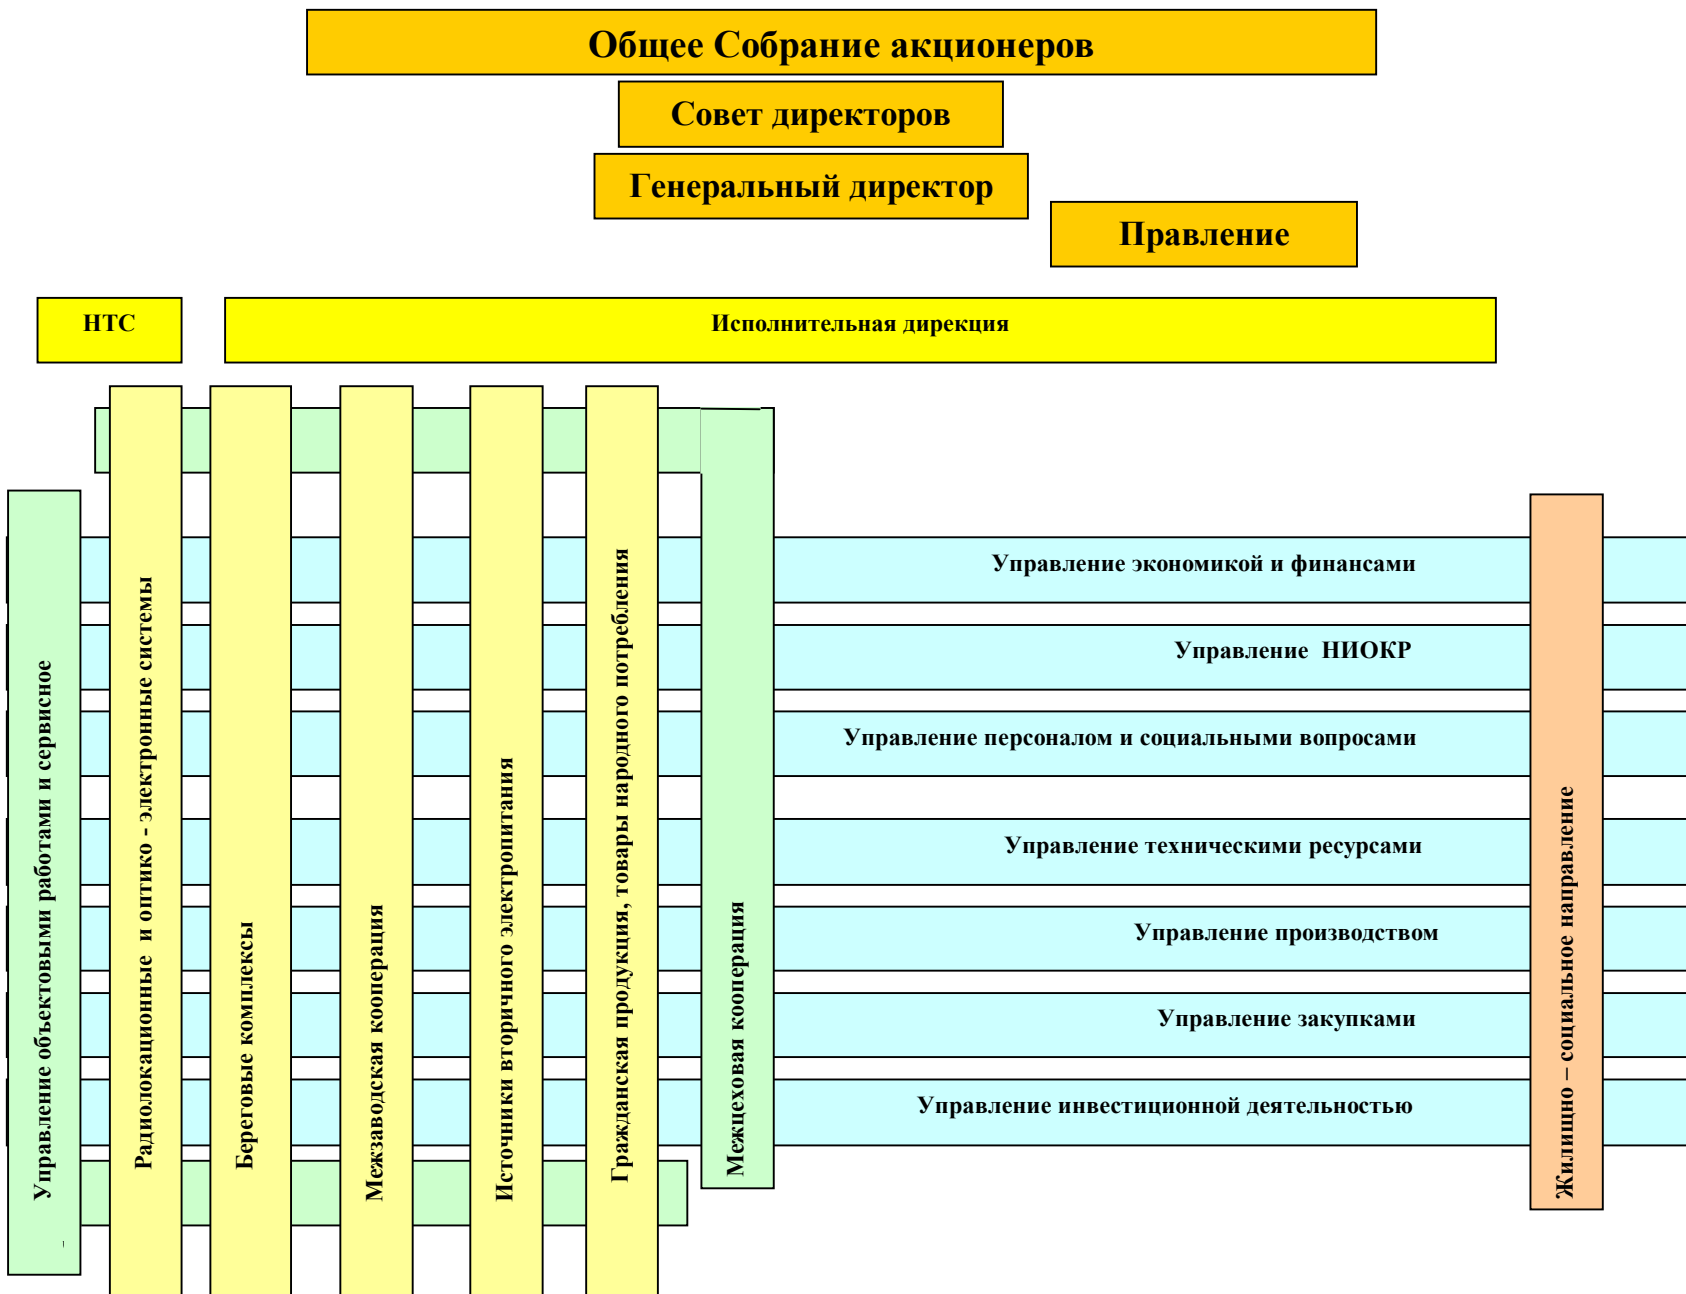 Общее Собрание акционеров
Совет директоров
Генеральный директор
Правление
НТС
Исполнительная дирекция
Управление объектовыми работами и сервисное
Радиолокационные и оптико - электронные системы
Береговые комплексы
Межзаводская кооперация
Источники вторичного электропитания
Гражданская продукция, товары народного потребления
Межцеховая кооперация
Управление экономикой и финансами
Управление НИОКР
Управление персоналом и социальными вопросами
Управление техническими ресурсами
Управление производством
Управление закупками
Управление инвестиционной деятельностью
Жилищно – социальное направление